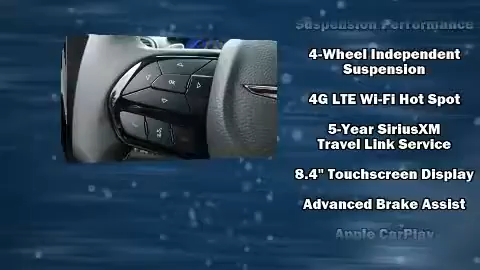 Suspension Performance
4-Wheel Independent
Suspension
4G LTE Wi-Fi Hot Spot
5-Year SiriusXM
Travel Link Service
8.4" Touchscreen Display
Advanced Brake Assist
Apple CarPlay